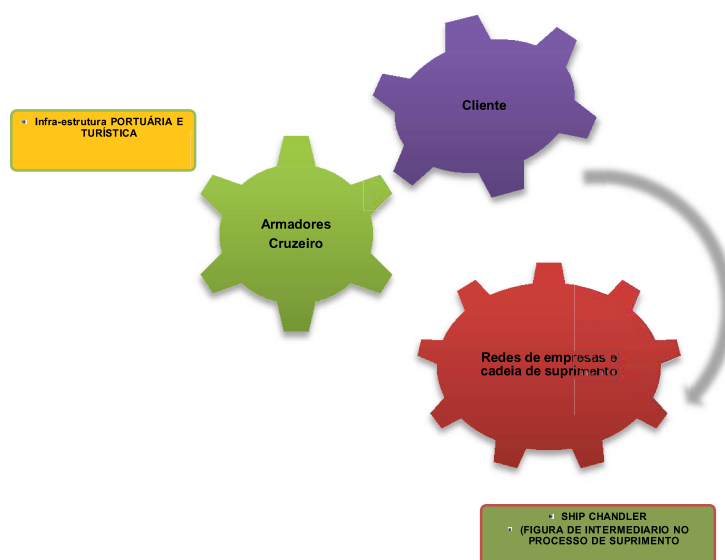 Cliente
Infra-estrutura PORTUÁRIA E
TURÍSTICA
Armadores
Cruzeiro
Redes de empresas e
cadeia de suprimento
SHIP CHANDLER
(FIGURA DE INTERMEDIARIO NO
PROCESSO DE SUPRIMENTO